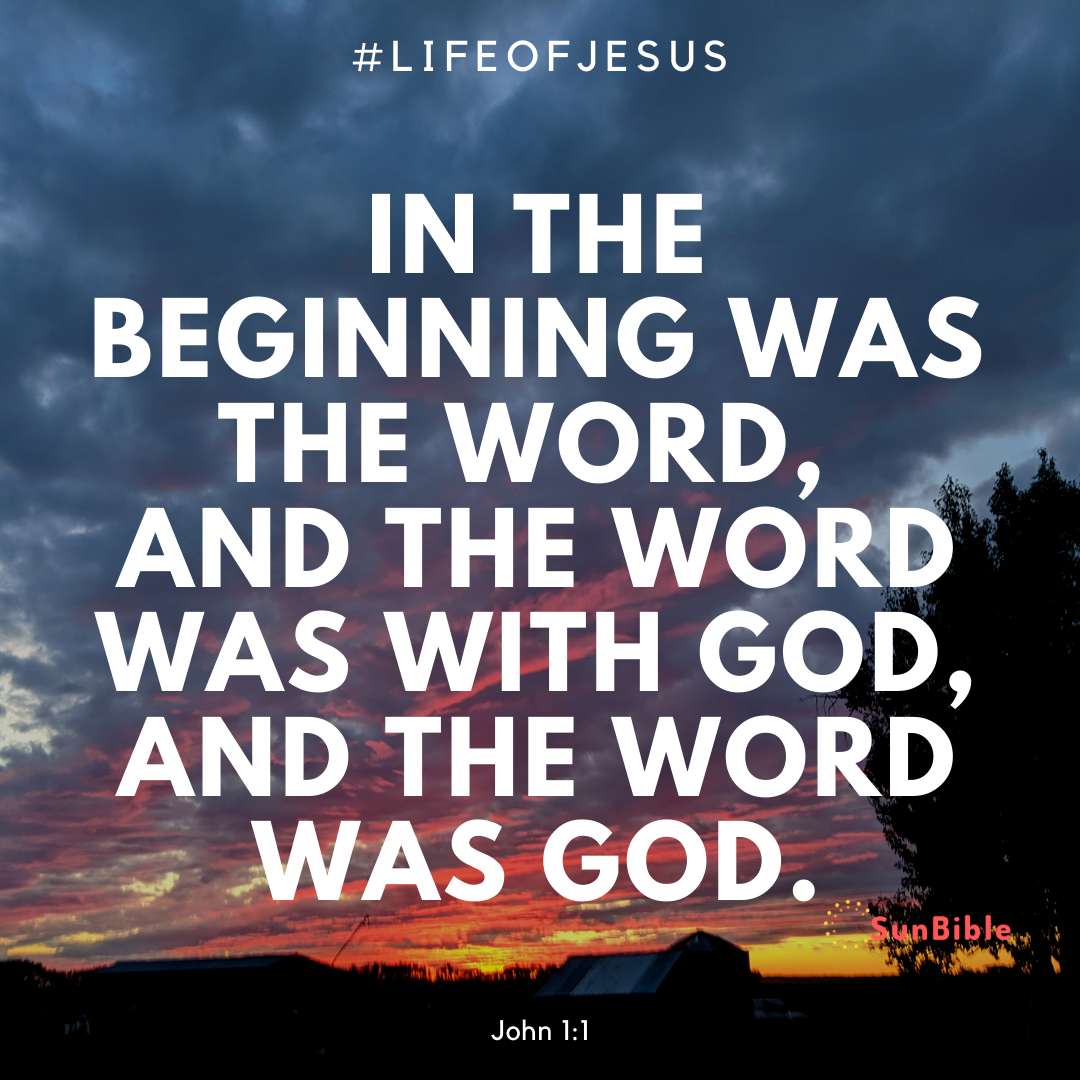 #LIFEOFJESUS
IN THE
BEGINNING WAS
THE WORD,
AND THE WORD
WAS WITH GOD,
AND THE WORD
WAS GOD.
SunBible
John 1:1